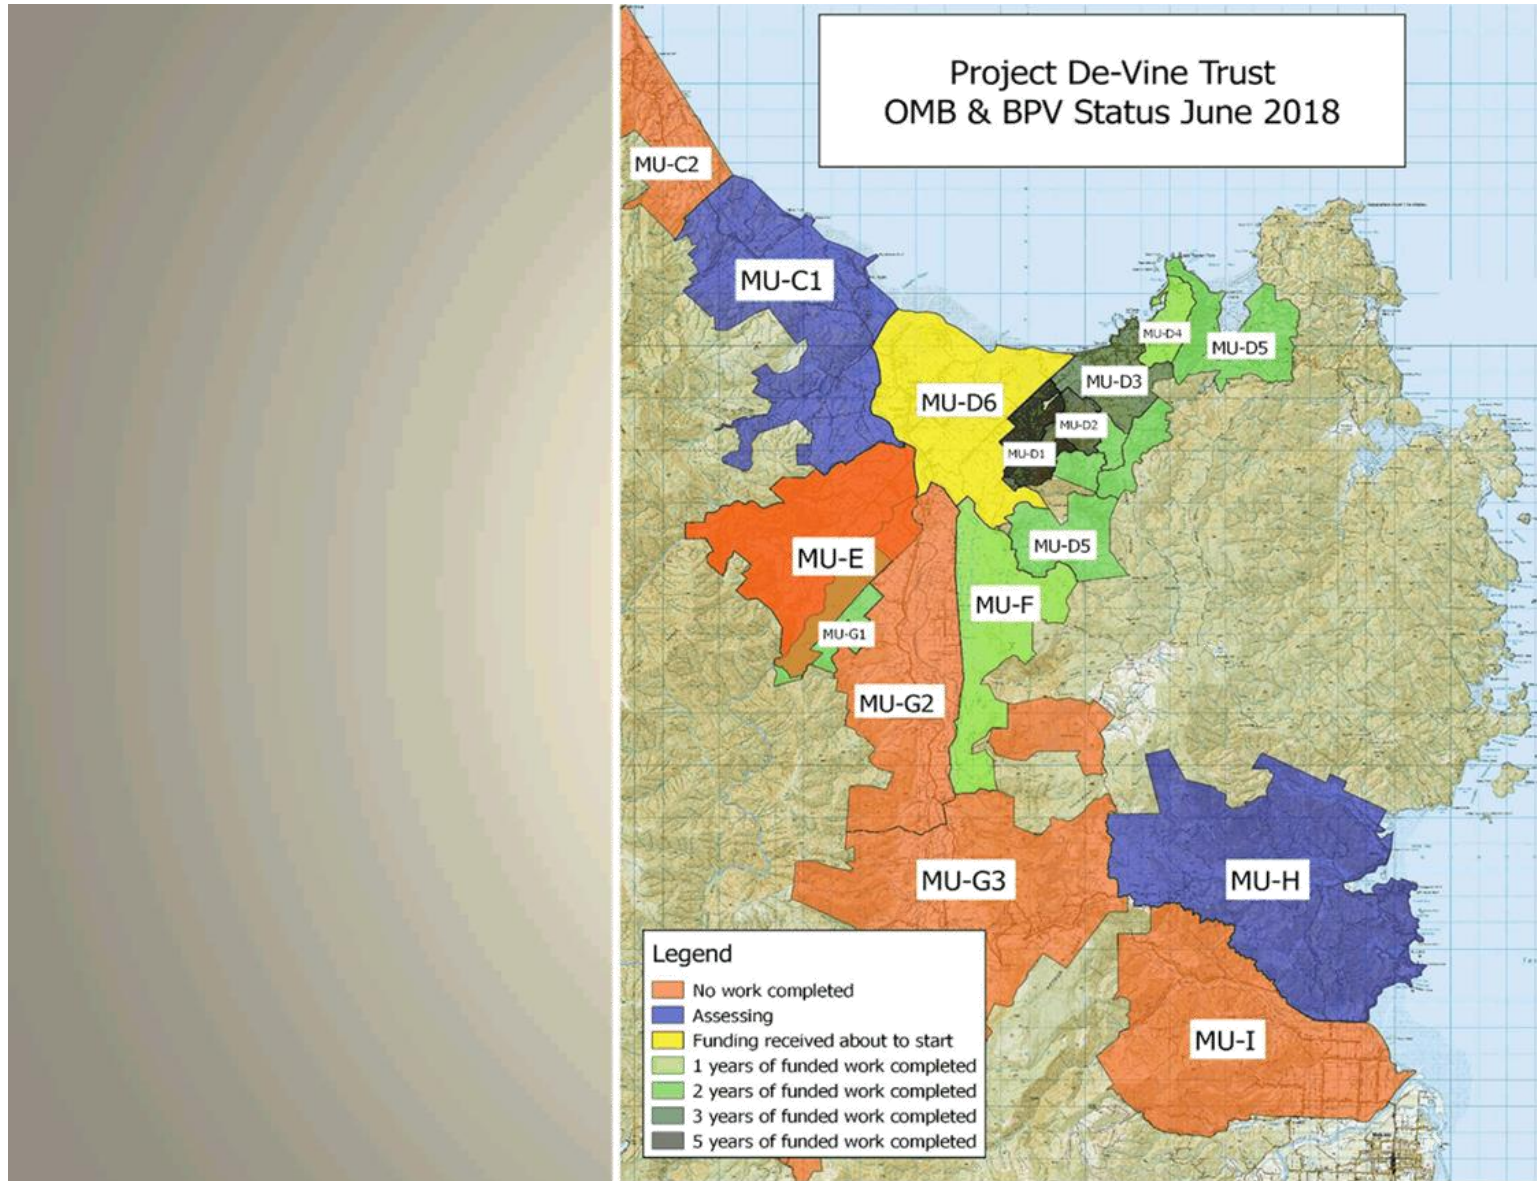 Project De-Vine Trust
OMB & BPV Status June 2018
MU-C2
MU-C1
MU-D4
MU-D5
MU-D3
MU-D6
MU-D2
MU-D1
MU-D5
MU-E
MU-F
MU-G1
MU-G2
MU-G3
MU-H
MU-I
Legend
No work completed
Assessing
Funding received about to start
1 years of funded work completed
2 years of funded work completed
3 years of funded work completed
5 years of funded work completed